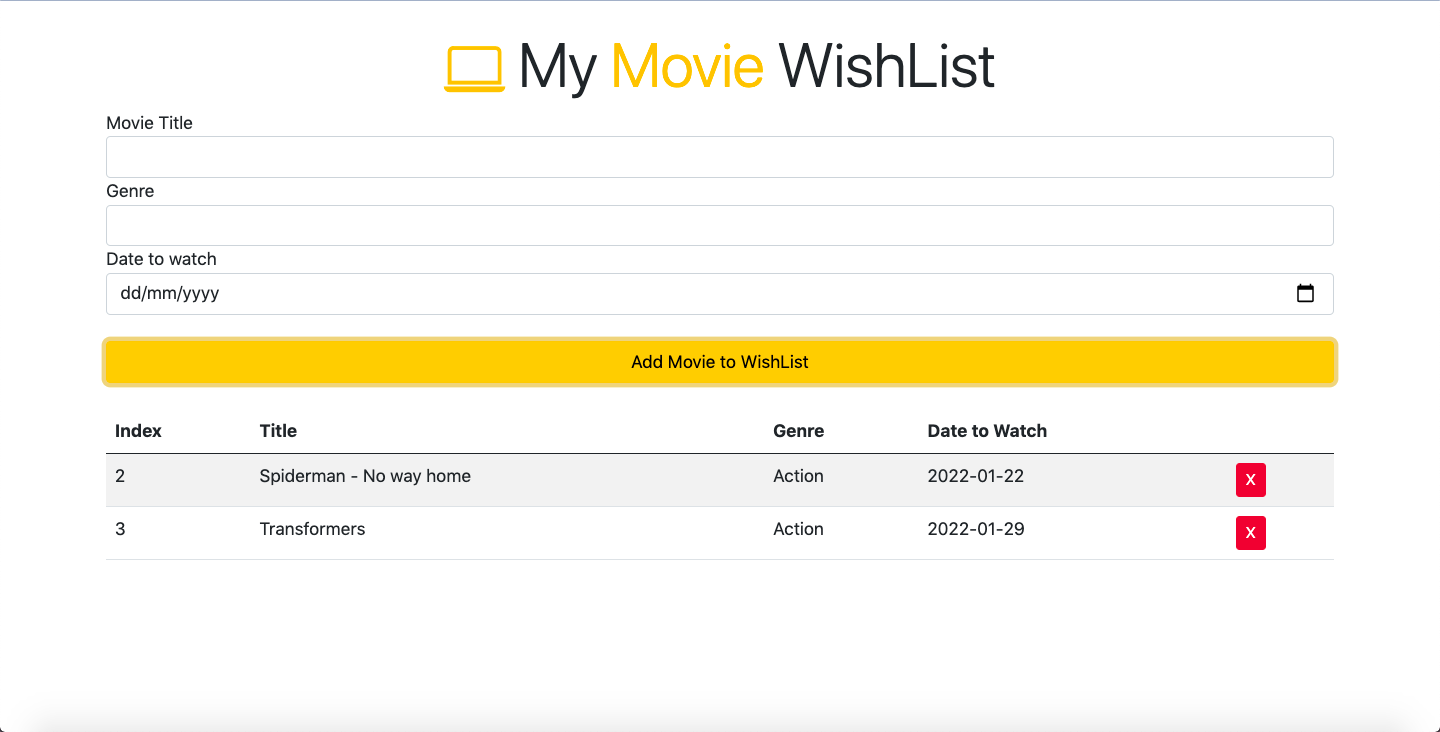 My Movie WishList
Movie Title
Genre
Date to watch
dd/mm/yyyy
Add Movie to WishList
Index Title Genre Date to Watch
2 Spiderman - No way home Action 2022-01-22 X
3 Transformers Action 2022-01-29 X